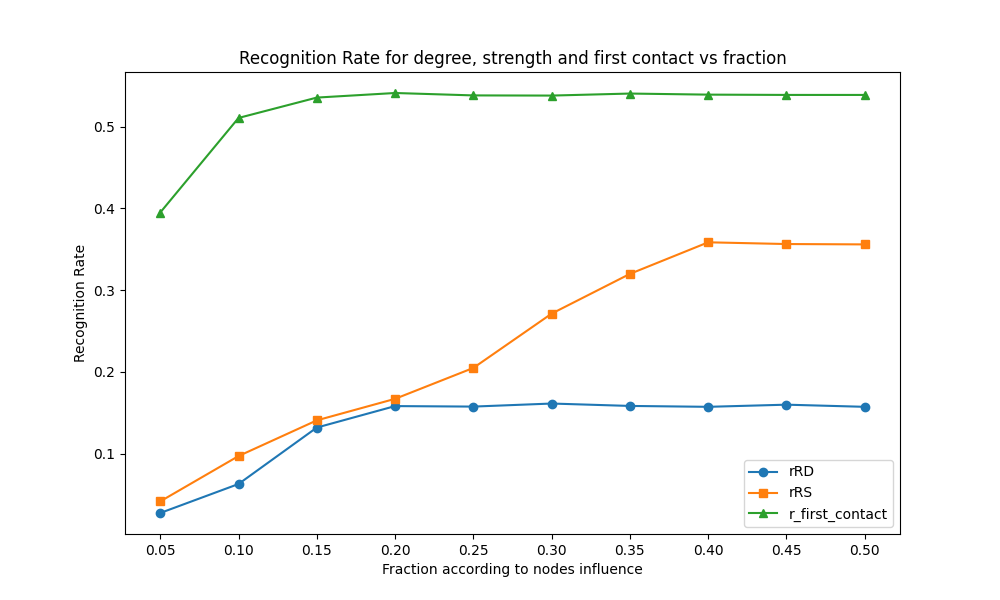 Recognition Rate for degree, strength and first contact vs fraction
Recognition Rate
0.5
0.4
0.3
0.2
0.1
rRD
rRS
r_first_contact
0.05 0.10 0.15 0.20 0.25 0.30 0.35 0.40 0.45 0.50
Fraction according to nodes influence